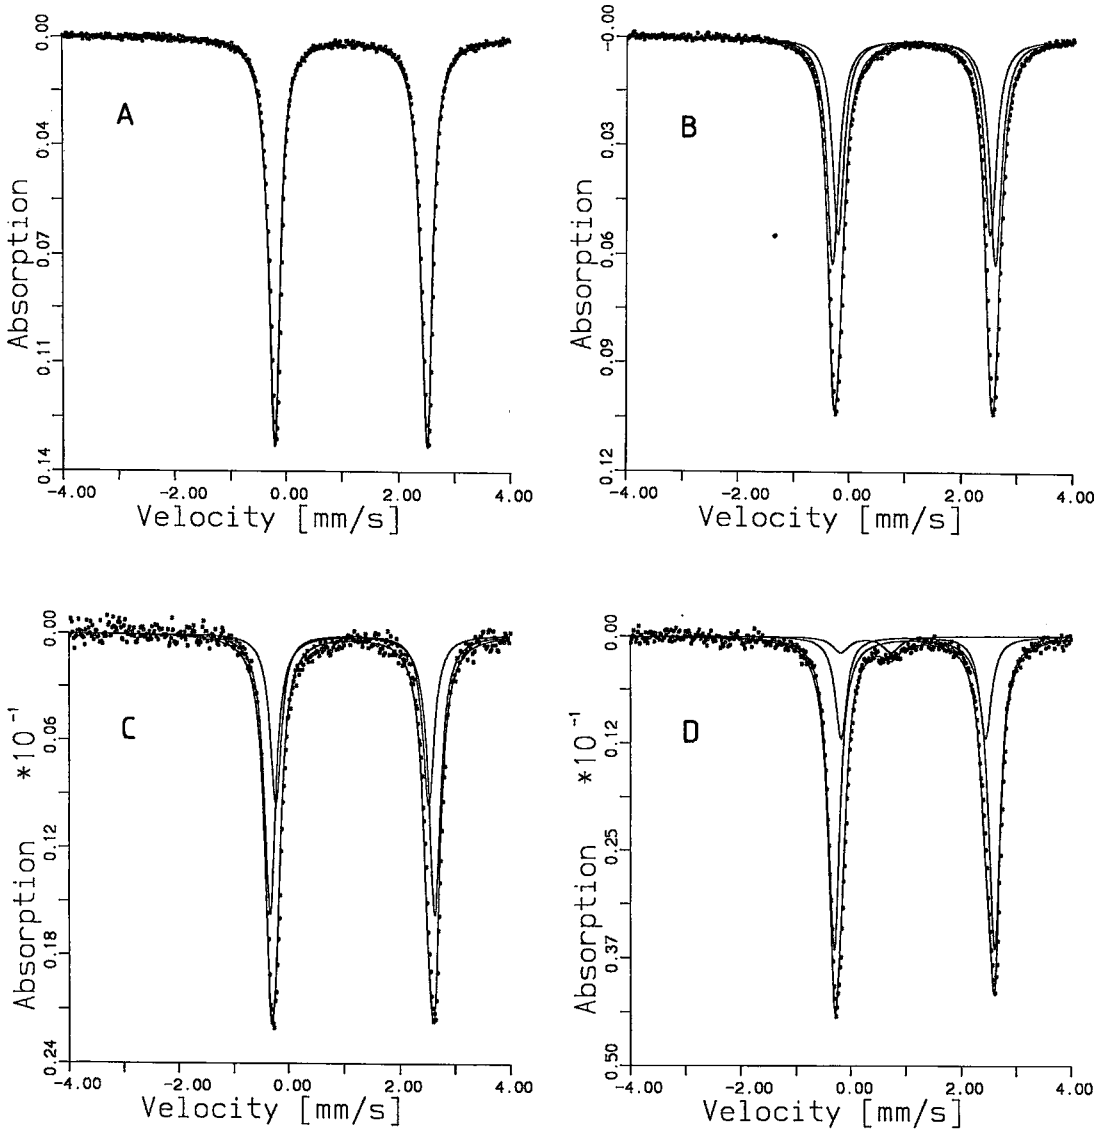 A
0.00
0.04
0.07
0.11
0.14
Absorption
-4.00 -2.00 0.00 2.00 4.00
Velocity [mm/s]
B
-0.00
0.03
0.06
0.09
0.12
Absorption
-4.00 -2.00 0.00 2.00 4.00
Velocity [mm/s]
C
0.00
0.06
0.12
0.18
0.24
Absorption *10⁻¹
-4.00 -2.00 0.00 2.00 4.00
Velocity [mm/s]
D
0.00
0.12
0.25
0.37
0.50
Absorption *10⁻¹
-4.00 -2.00 0.00 2.00 4.00
Velocity [mm/s]